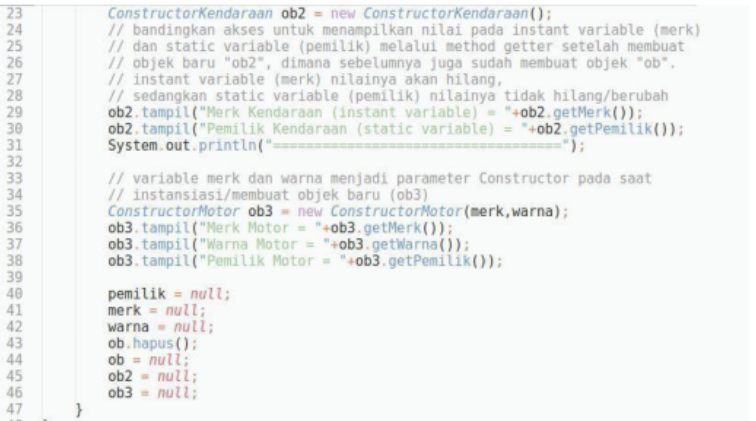 23 ConstructorKendaraan ob2 = new ConstructorKendaraan();
24 // bandingkan akses untuk menampilkan nilai pada instant variable (merk)
25 // dan static variable (pemilik) melalui method getter setelah membuat
26 // objek baru "ob2", dimana sebelumnya juga sudah membuat objek "ob".
27 // instant variable (merk) nilainya akan hilang,
28 // sedangkan static variable (pemilik) nilainya tidak hilang/berubah
29 ob2.tampil("Merk Kendaraan (instant variable) = "+ob2.getMerk());
30 ob2.tampil("Pemilik Kendaraan (static variable) = "+ob2.getPemilik());
31 System.out.println("===================================");
32
33 // variable merk dan warna menjadi parameter Constructor pada saat
34 // instansiasi/membuat objek baru (ob3)
35 ConstructorMotor ob3 = new ConstructorMotor(merk,warna);
36 ob3.tampil("Merk Motor = "+ob3.getMerk());
37 ob3.tampil("Warna Motor = "+ob3.getWarna());
38 ob3.tampil("Pemilik Motor = "+ob3.getPemilik());
39
40 pemilik = null;
41 merk = null;
42 warna = null;
43 ob.hapus();
44 ob = null;
45 ob2 = null;
46 ob3 = null;
47 }